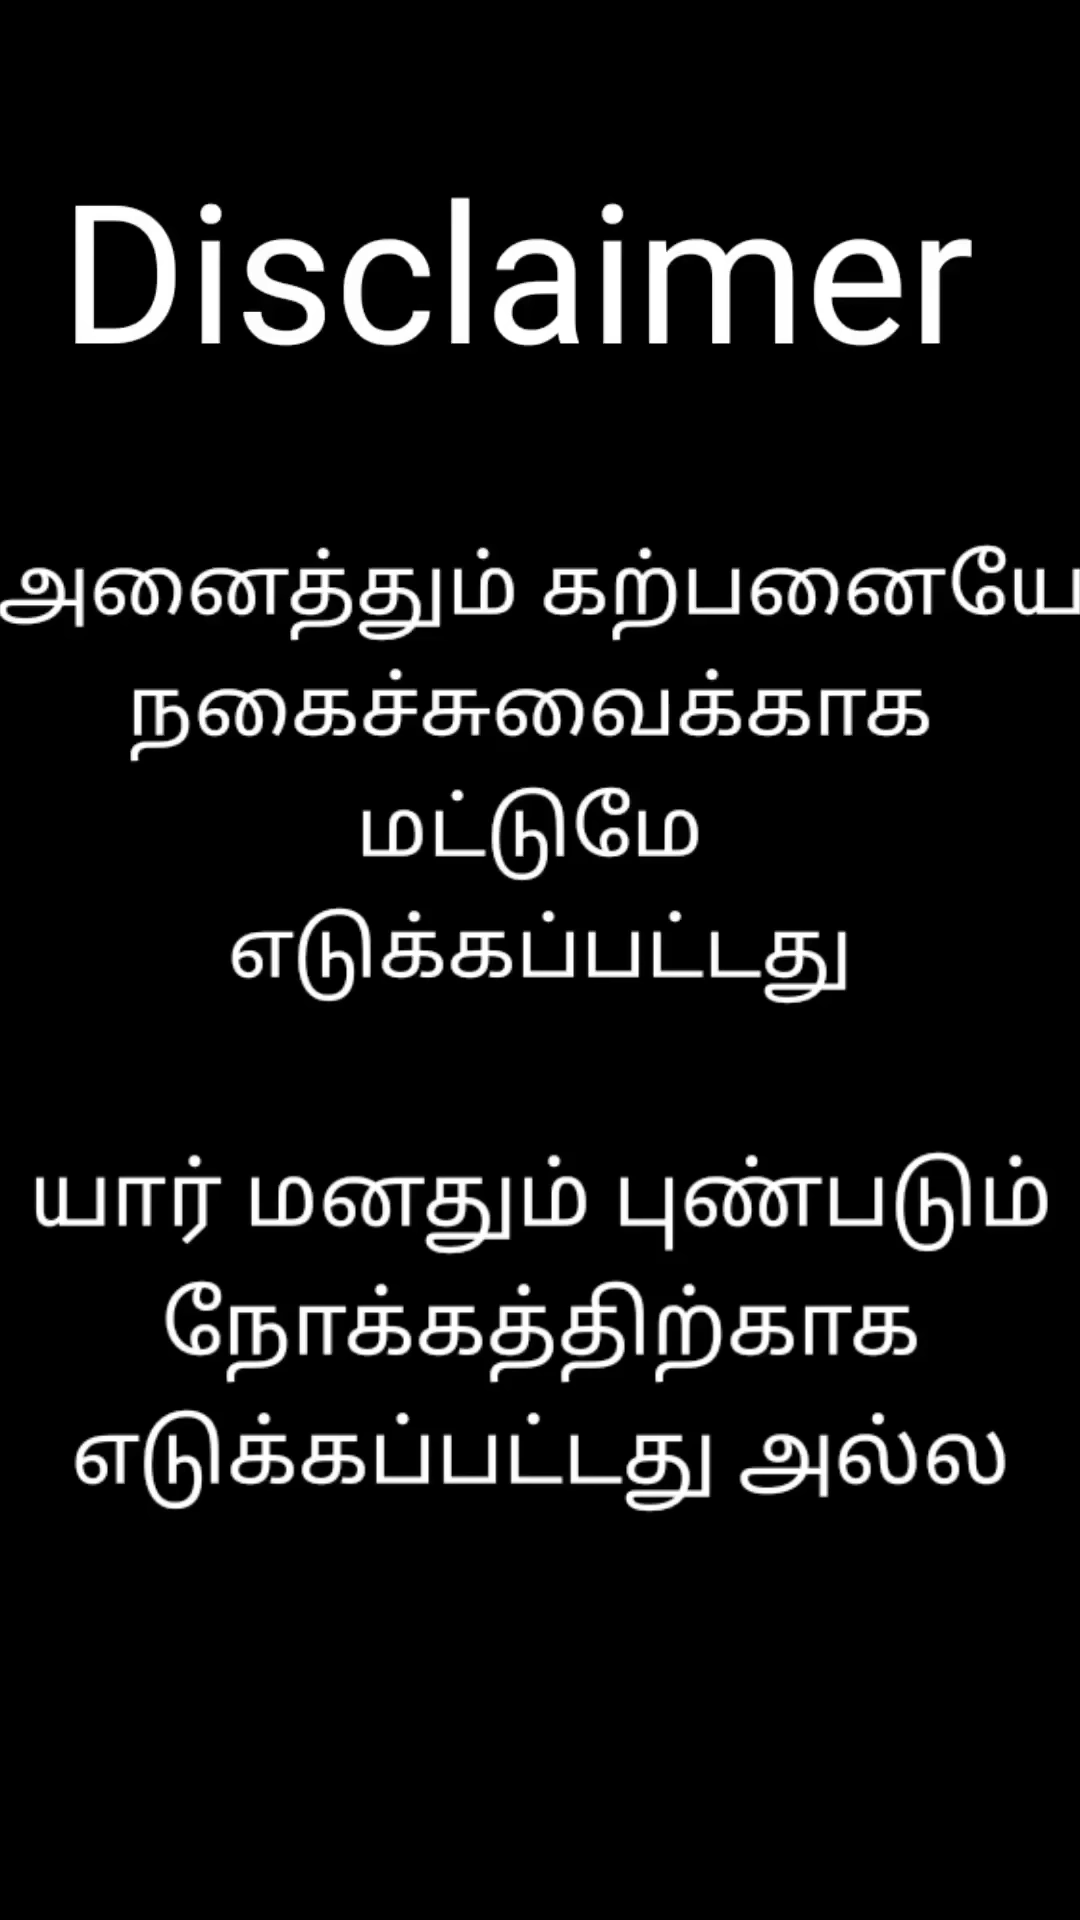 Disclaimer
அனைத்தும் கற்பனையே
நகைச்சுவைக்காக
மட்டுமே
எடுக்கப்பட்டது
யார் மனதும் புண்படும்
நோக்கத்திற்காக
எடுக்கப்பட்டது அல்ல